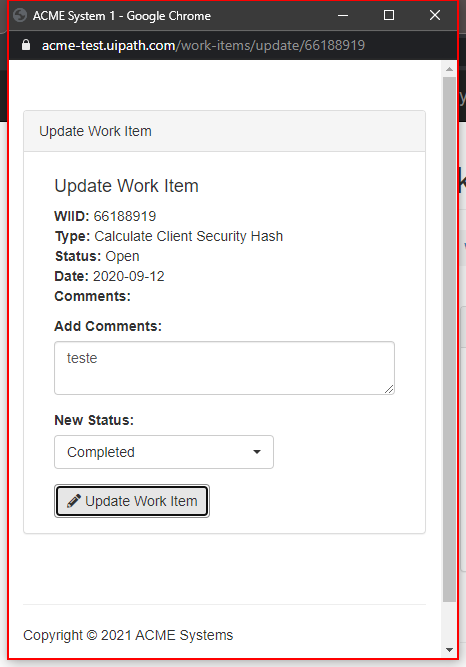 ACME System 1 - Google Chrome
acme-test.uipath.com/work-items/update/66188919
Update Work Item
Update Work Item
WIID: 66188919
Type: Calculate Client Security Hash
Status: Open
Date: 2020-09-12
Comments:
Add Comments:
teste
New Status:
Completed
Update Work Item
Copyright © 2021 ACME Systems